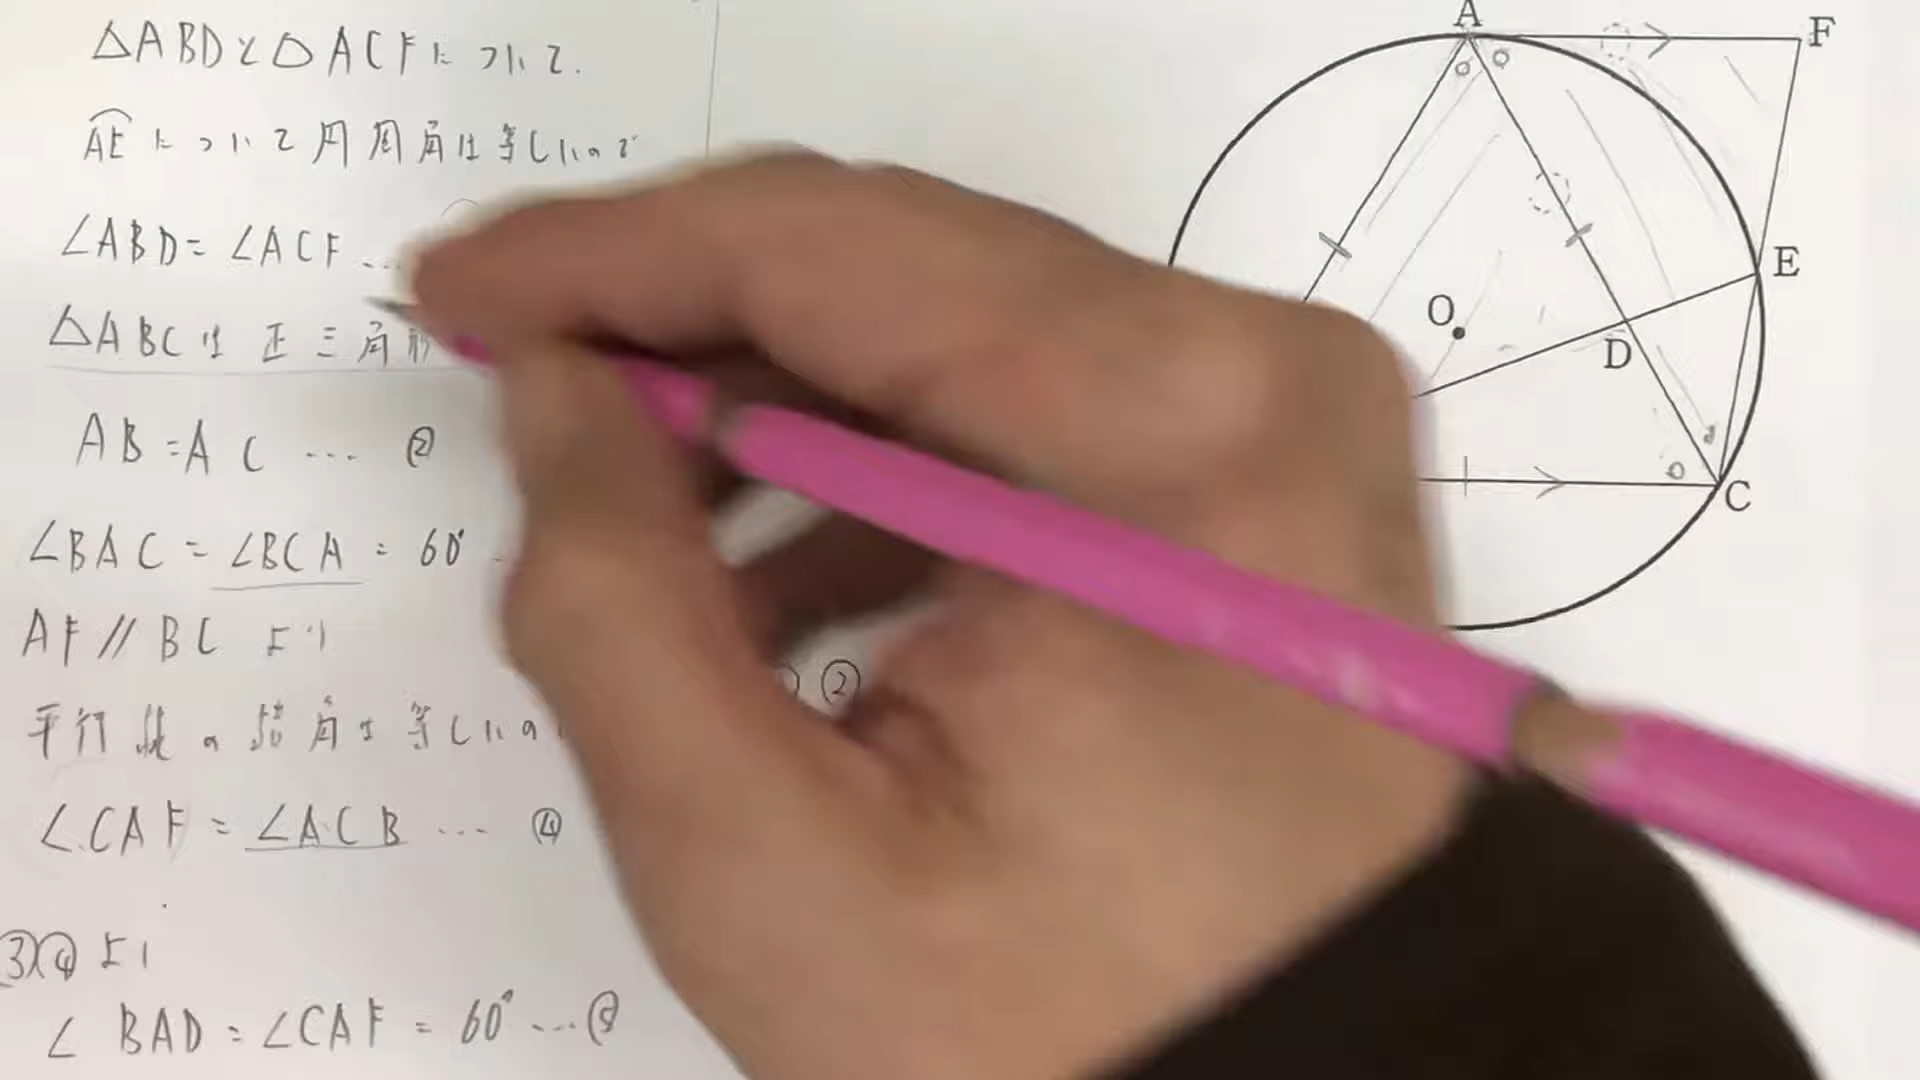 △ABDと△ACFについて.
AEについて円周角は等しいので
∠ABD=∠ACF …
△ABCは正三角形
AB=AC … ②
∠BAC=∠BCA=60°
AF//BCより
平行線の錯角は等しいの
∠CAF=∠ACB … ④
③④より
∠BAD=∠CAF=60° …⑤
②
A
F
E
O
D
C